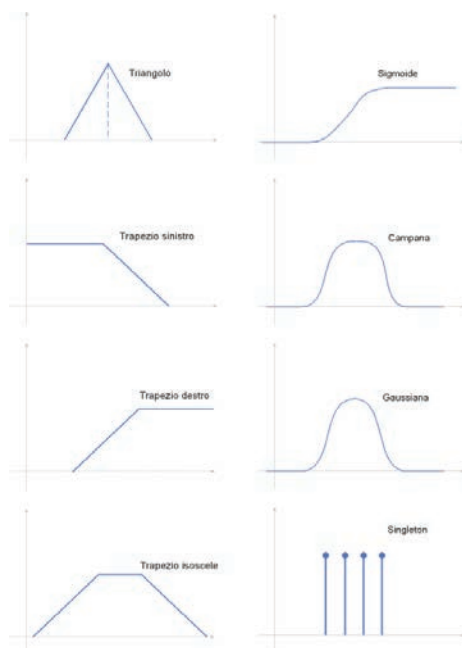 Triangolo
Sigmoide
Trapezio sinistro
Campana
Trapezio destro
Gaussiana
Trapezio isoscele
Singleton